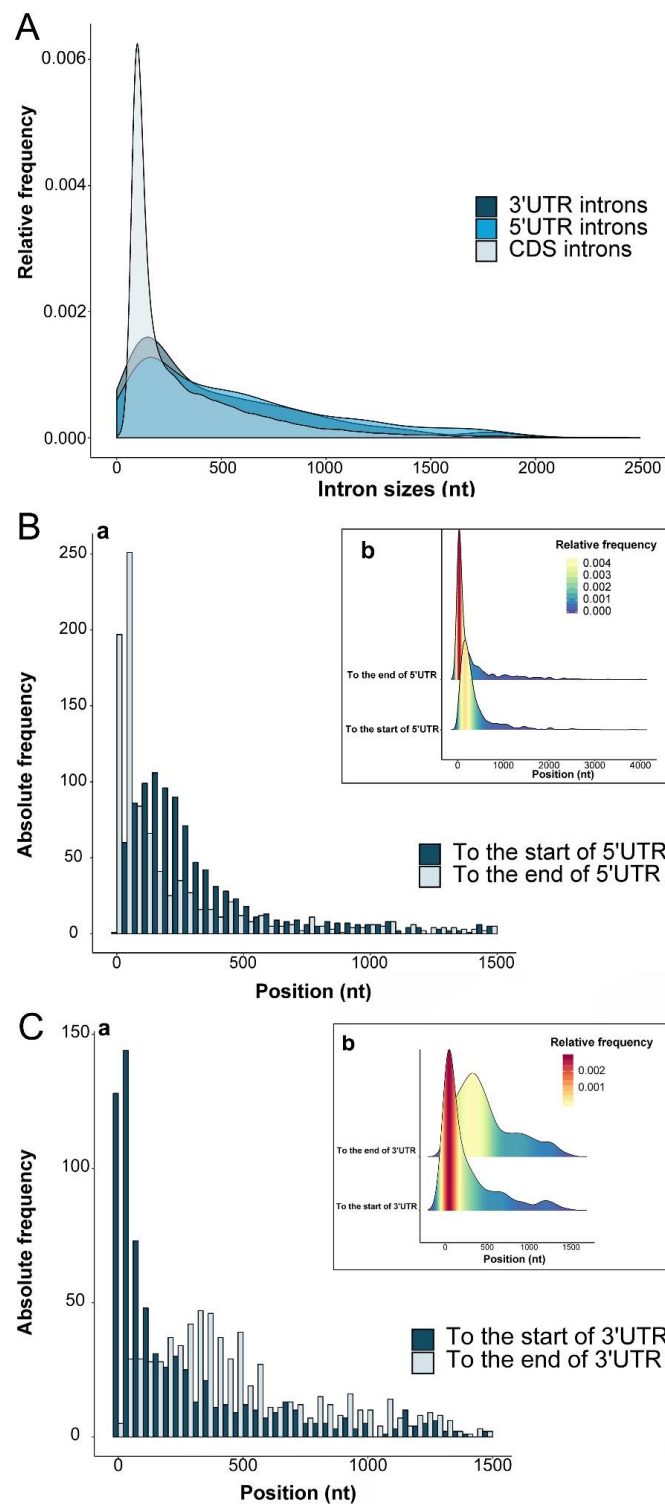 A
Relative frequency
0.006
0.004
0.002
0.000
3'UTR introns
5'UTR introns
CDS introns
0 500 1000 1500 2000 2500
Intron sizes (nt)
B
a
Absolute frequency
250
200
150
100
50
0
b
Relative frequency
0.004
0.003
0.002
0.001
0.000
To the end of 5'UTR
To the start of 5'UTR
0 1000 2000 3000 4000
Position (nt)
To the start of 5'UTR
To the end of 5'UTR
0 500 1000 1500
Position (nt)
C
a
Absolute frequency
150
100
50
0
b
Relative frequency
0.002
0.001
To the end of 3'UTR
To the start of 3'UTR
0 500 1000 1500
Position (nt)
To the start of 3'UTR
To the end of 3'UTR
0 500 1000 1500
Position (nt)